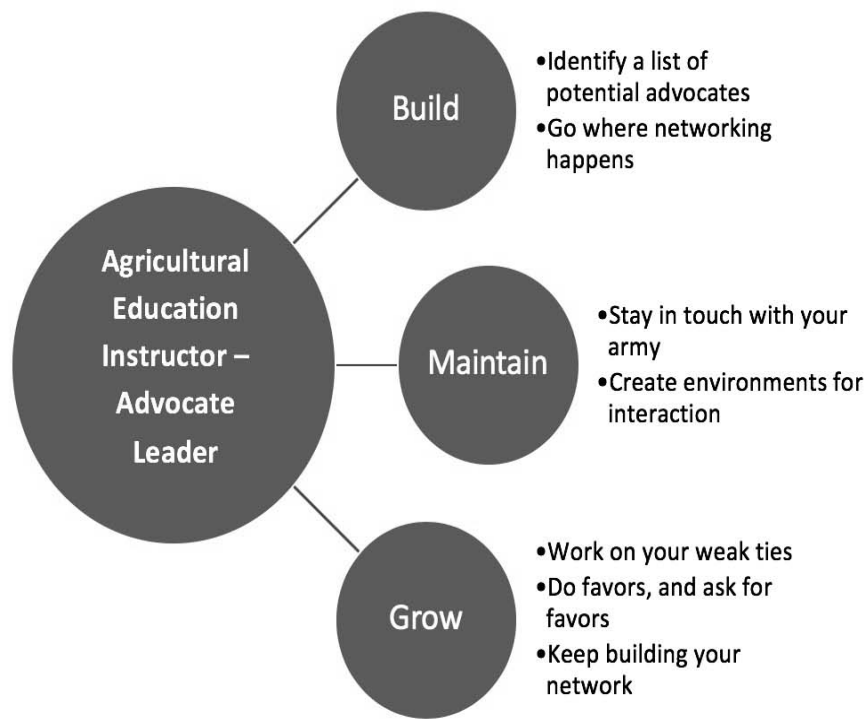 Agricultural
Education
Instructor –
Advocate
Leader
Build
•Identify a list of
potential advocates
•Go where networking
happens
Maintain
•Stay in touch with your
army
•Create environments for
interaction
Grow
•Work on your weak ties
•Do favors, and ask for
favors
•Keep building your
network